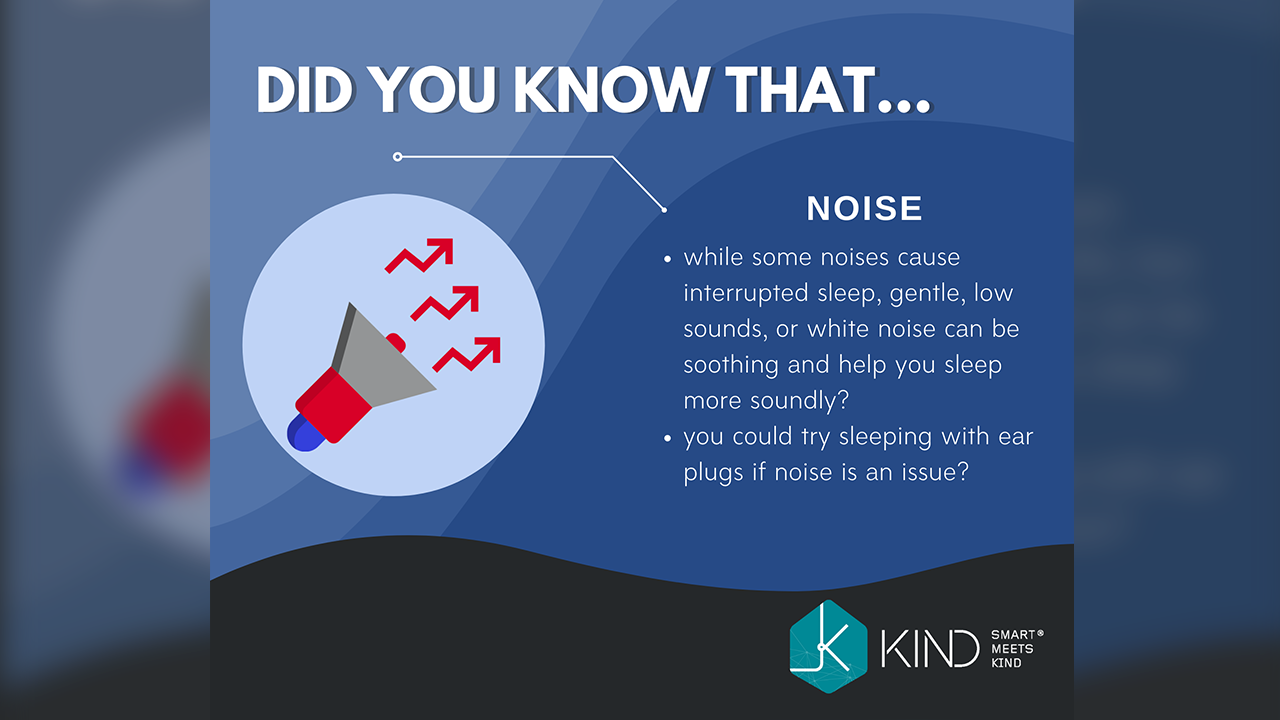 DID YOU KNOW THAT...
NOISE
• while some noises cause
interrupted sleep, gentle, low
sounds, or white noise can be
soothing and help you sleep
more soundly?
• you could try sleeping with ear
plugs if noise is an issue?
KIND
SMART®
MEETS
KIND